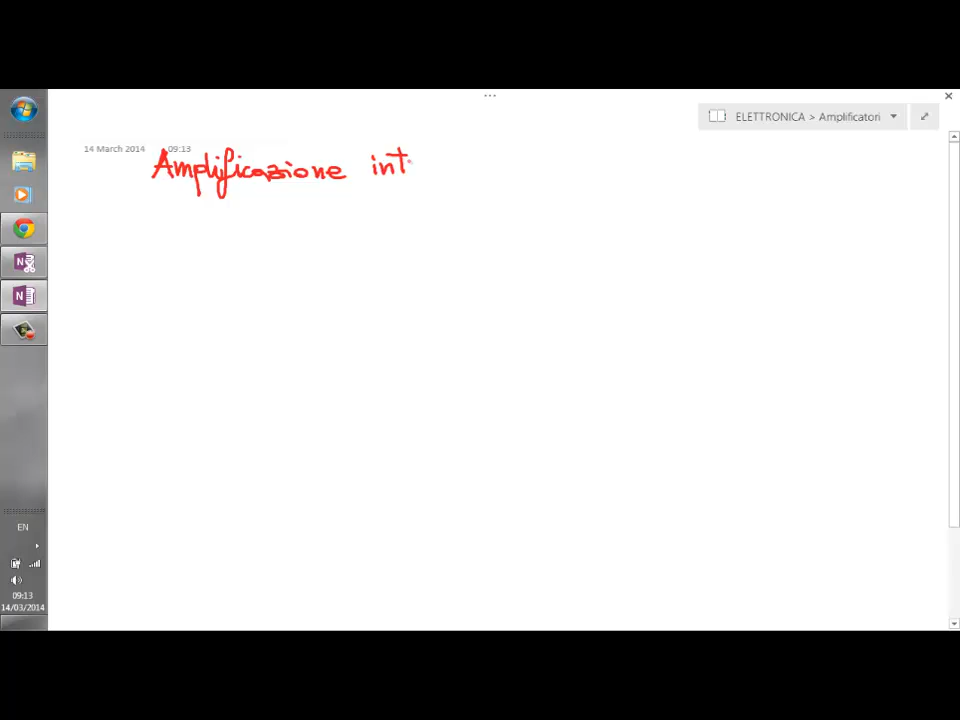 ELETTRONICA > Amplificatori
14 March 2014 09:13
Amplificazione int
EN
09:13
14/03/2014